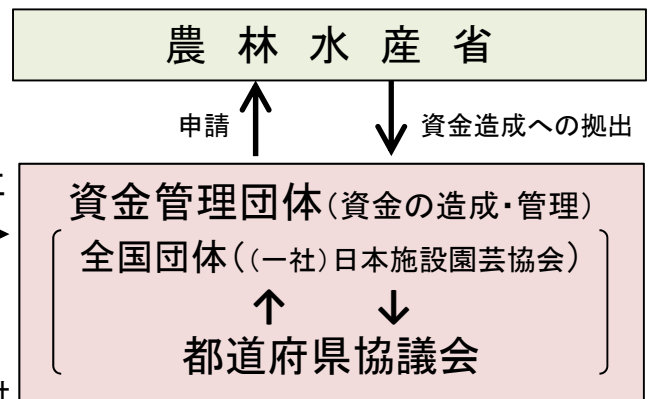 農 林 水 産 省
申請
資金造成への拠出
資金管理団体(資金の造成・管理)
全国団体((一社)日本施設園芸協会)
都道府県協議会